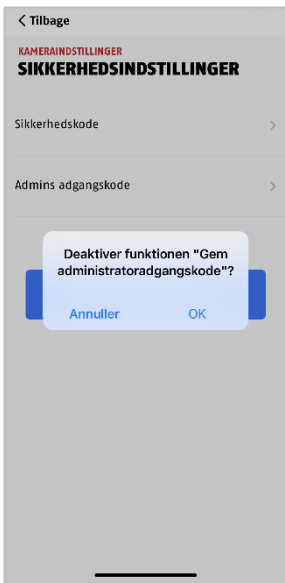 Tilbage
KAMERAINDSTILLINGER
SIKKERHEDSINDSTILLINGER
Sikkerhedskode
Admins adgangskode
Deaktiver funktionen "Gem
administratoradgangskode"?
Annuller OK